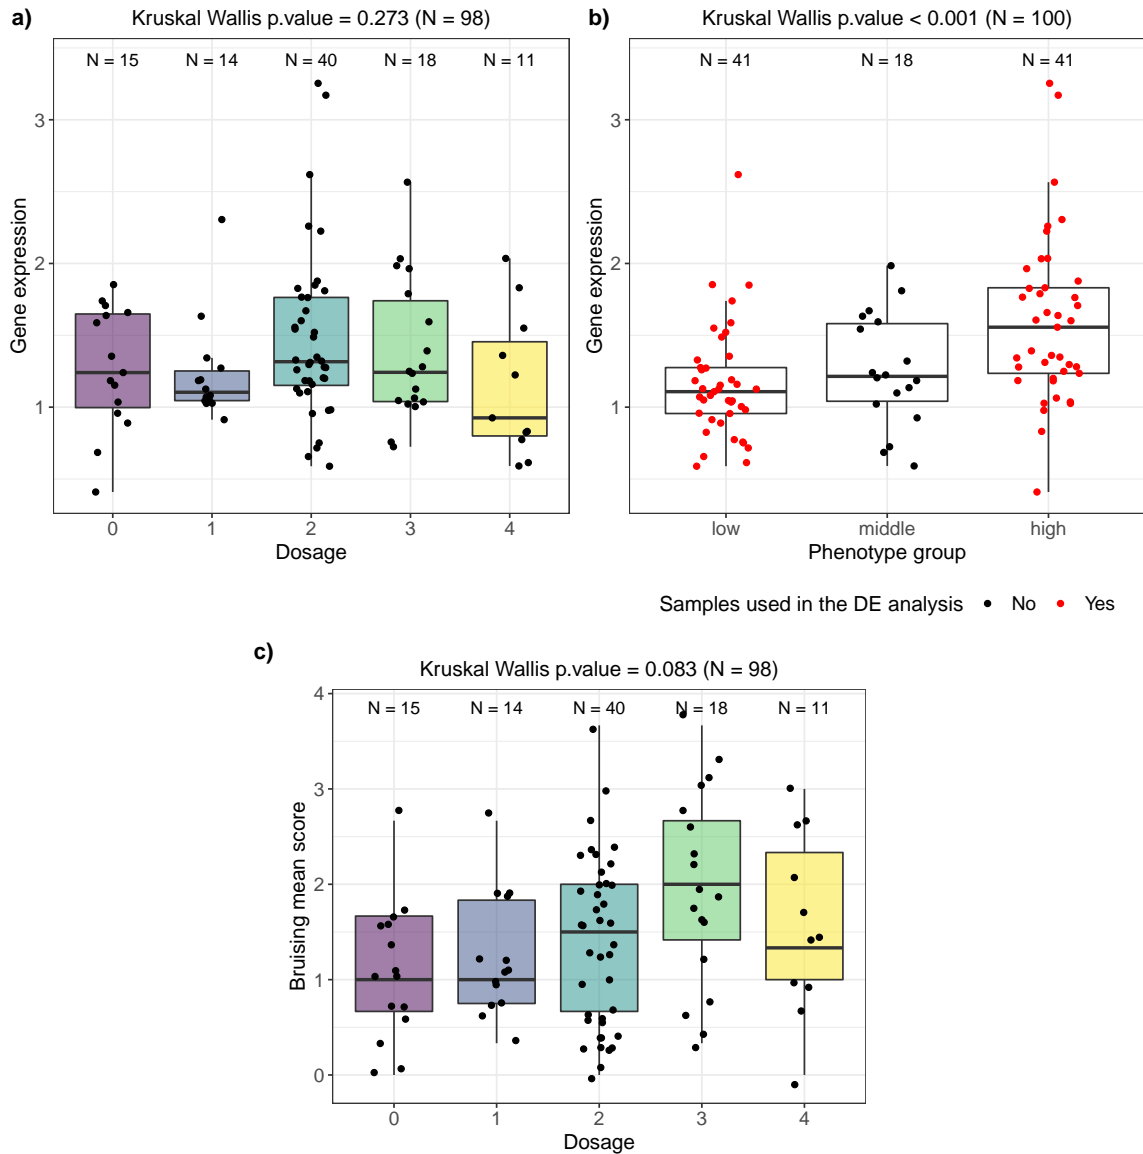 a)
Kruskal Wallis p.value = 0.273 (N = 98)
N = 15 N = 14 N = 40 N = 18 N = 11
Gene expression
3
2
1
0 1 2 3 4
Dosage
b)
Kruskal Wallis p.value < 0.001 (N = 100)
N = 41 N = 18 N = 41
Gene expression
3
2
1
low middle high
Phenotype group
Samples used in the DE analysis No Yes
c)
Kruskal Wallis p.value = 0.083 (N = 98)
N = 15 N = 14 N = 40 N = 18 N = 11
Bruising mean score
4
3
2
1
0
0 1 2 3 4
Dosage